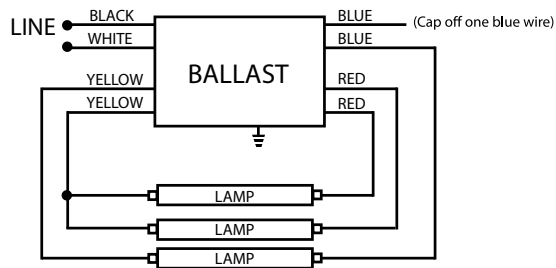 BLACK
BLUE
LINE
(Cap off one blue wire)
WHITE
BLUE
BALLAST
YELLOW
RED
YELLOW
RED
LAMP
LAMP
LAMP